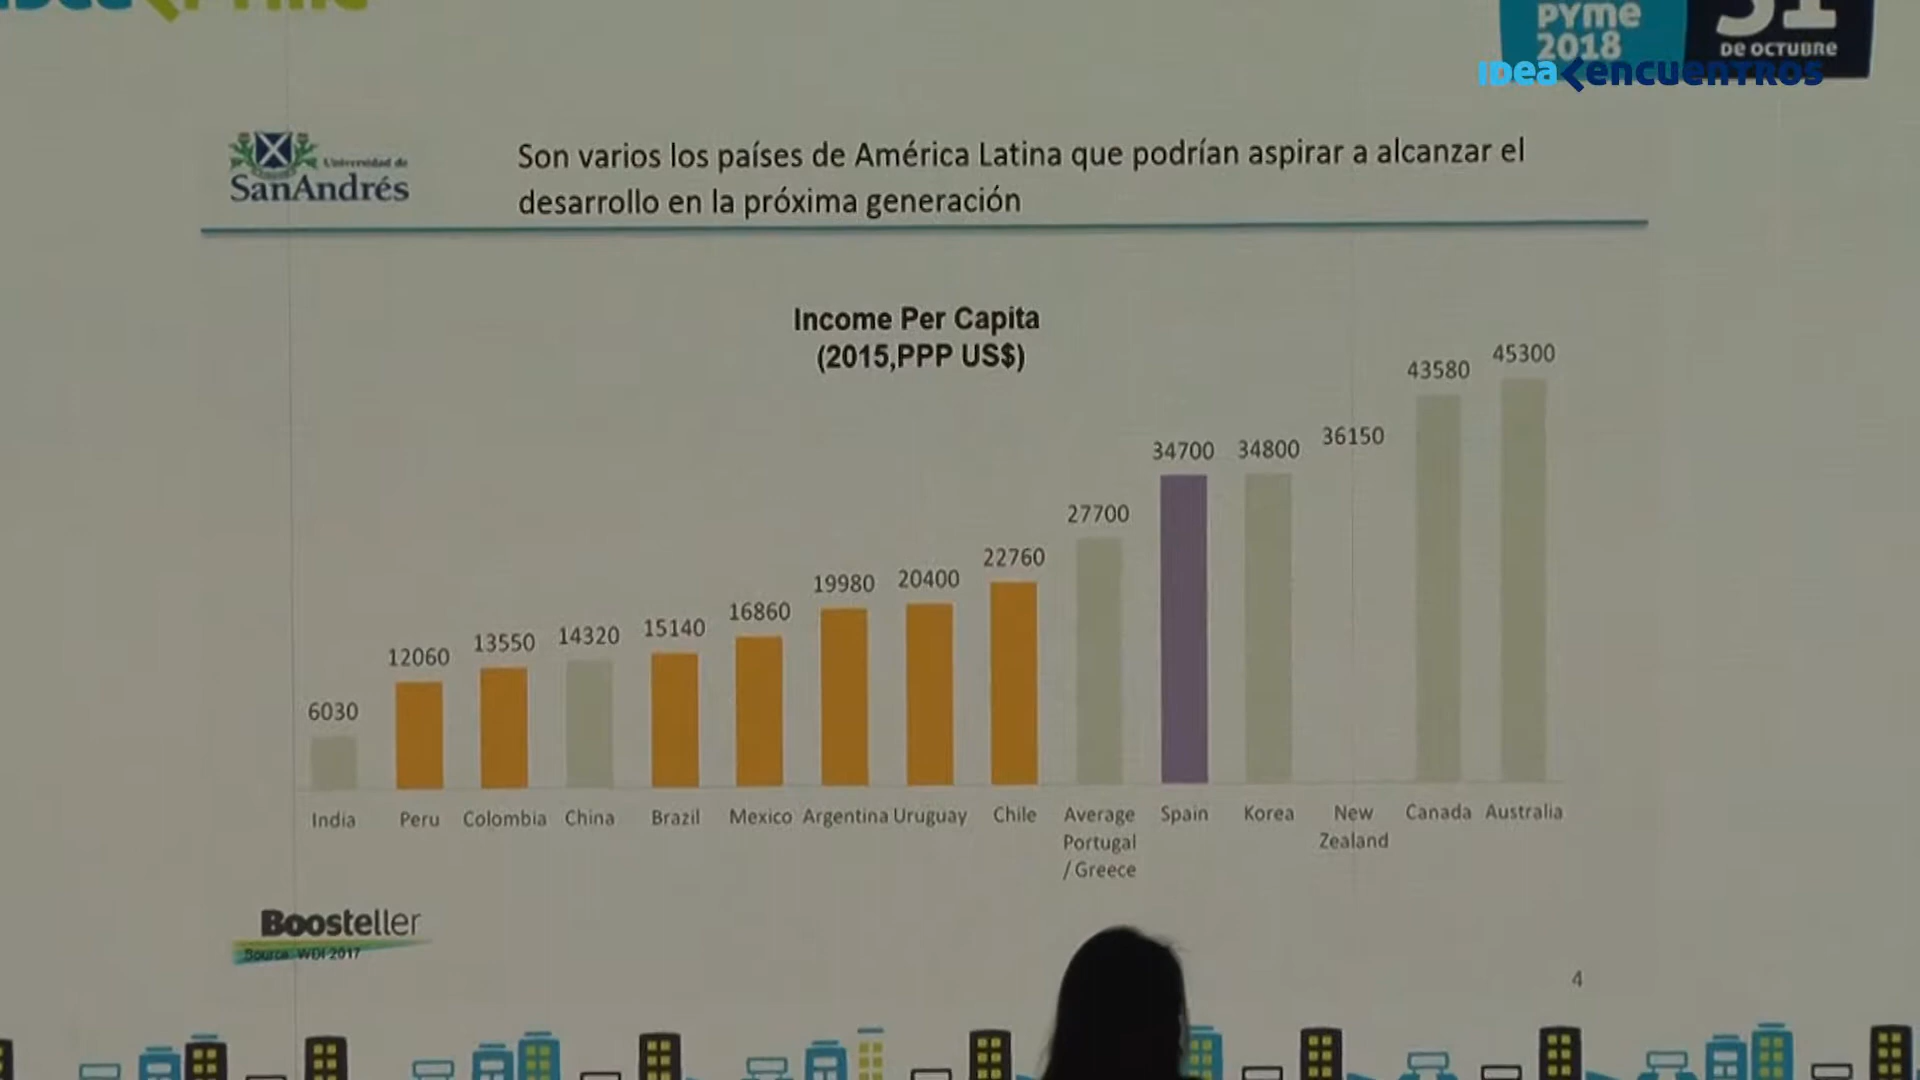 PYme
2018
31
DE OCTUBRE
IDea encuentros
Universidad de
SanAndrés
Son varios los países de América Latina que podrían aspirar a alcanzar el
desarrollo en la próxima generación
Income Per Capita
(2015,PPP US$)
6030
12060
13550
14320
15140
16860
19980
20400
22760
27700
34700
34800
36150
43580
45300
India
Peru
Colombia
China
Brazil
Mexico
Argentina
Uruguay
Chile
Average
Portugal
/ Greece
Spain
Korea
New
Zealand
Canada
Australia
Boosteller
Source: WDI 2017
4